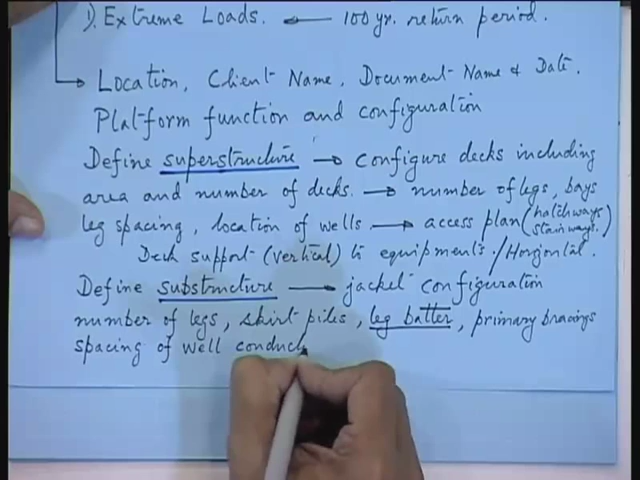 1). Extreme Loads. ← 100 yr. return period.
→ Location, Client Name, Document Name & Date.
Platform function and configuration
Define superstructure → configure decks including
area and number of decks. → number of legs, bays
leg spacing, location of wells → access plan (hatchways
stairways.)
Deck support (vertical) to equipments / Horizontal.
Define substructure → jacket configuration
number of legs, skirt piles, leg batter, primary bracings
spacing of well conduct